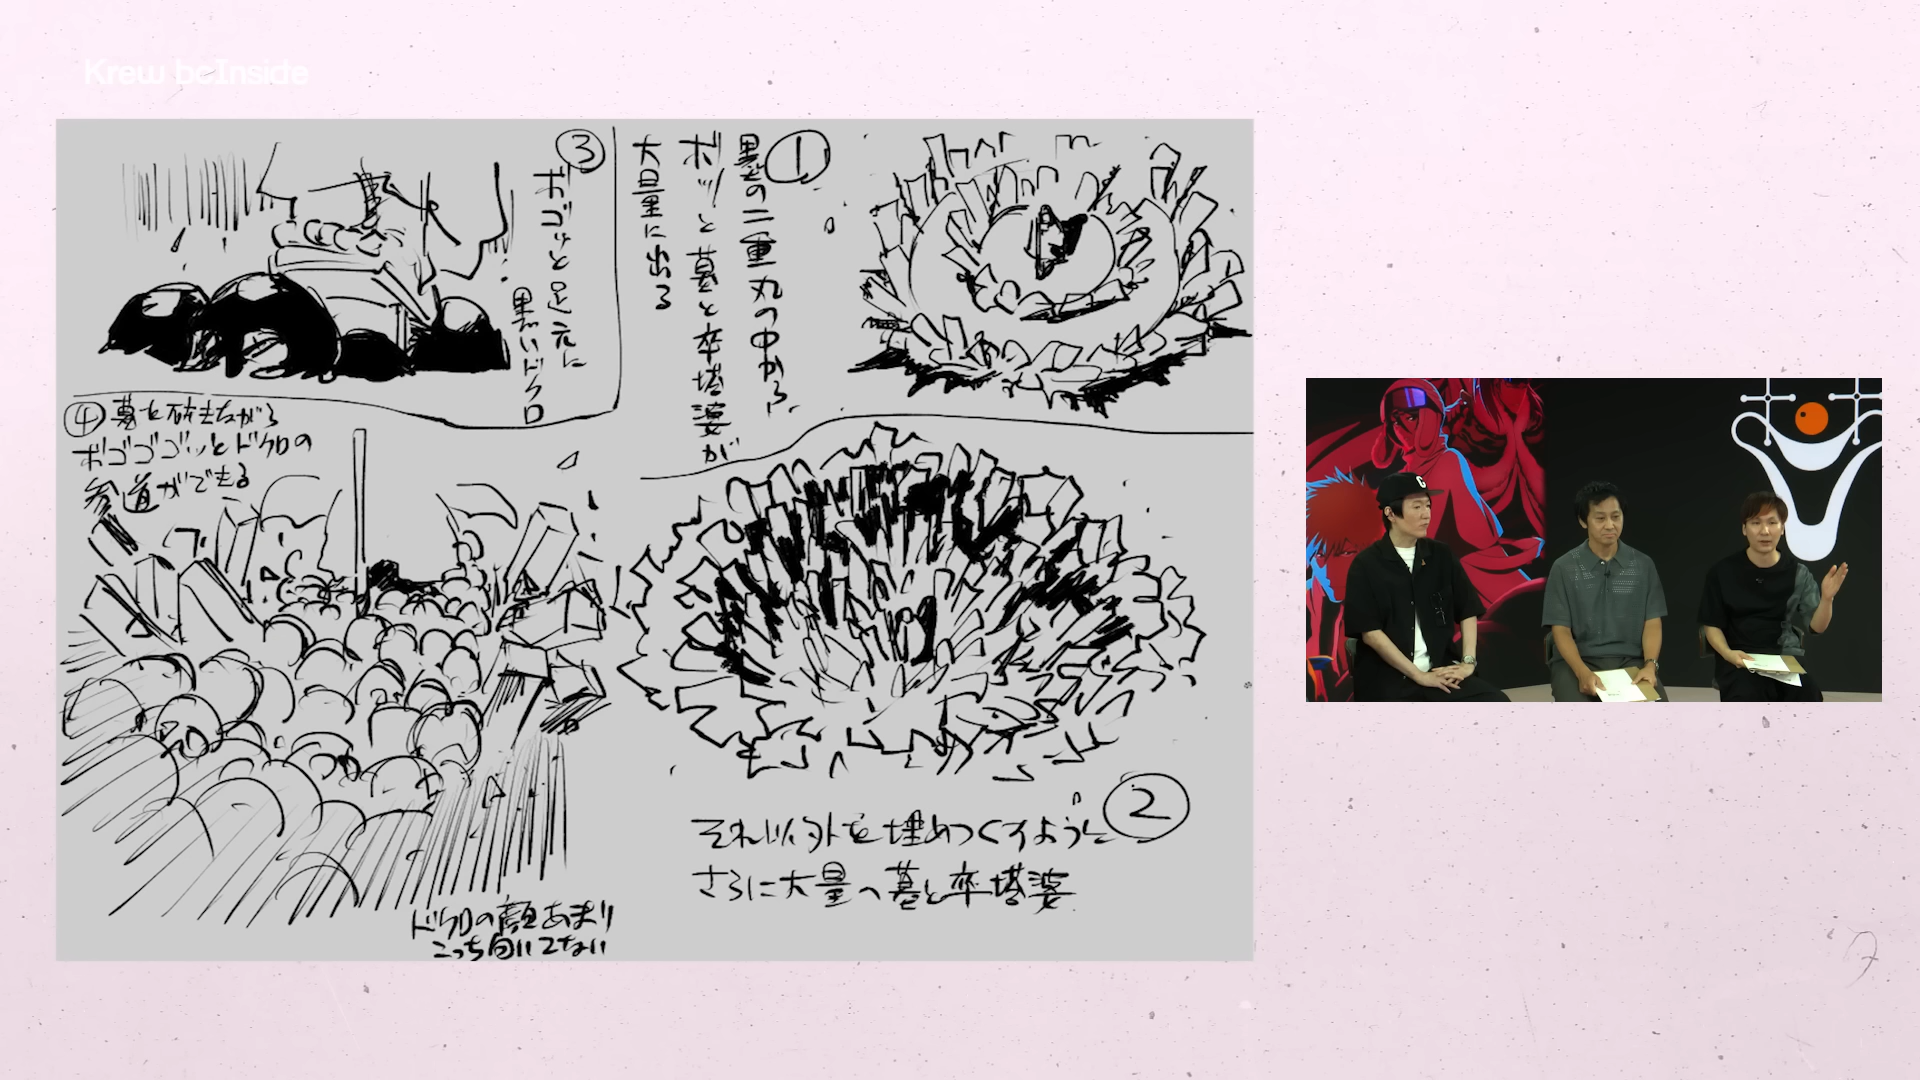 Krew bcInside
①
墨の二重丸の中から
ボッと墓と卒塔婆が
大量に出る
②
それ以外を埋めつくすように
さらに大量の墓と卒塔婆
③
ボゴッと足元に
黒いドクロ
④墓を砕きながら
ボゴゴゴッとドクロの
参道ができる
ドクロの顔あまり
こっち向いてない
C